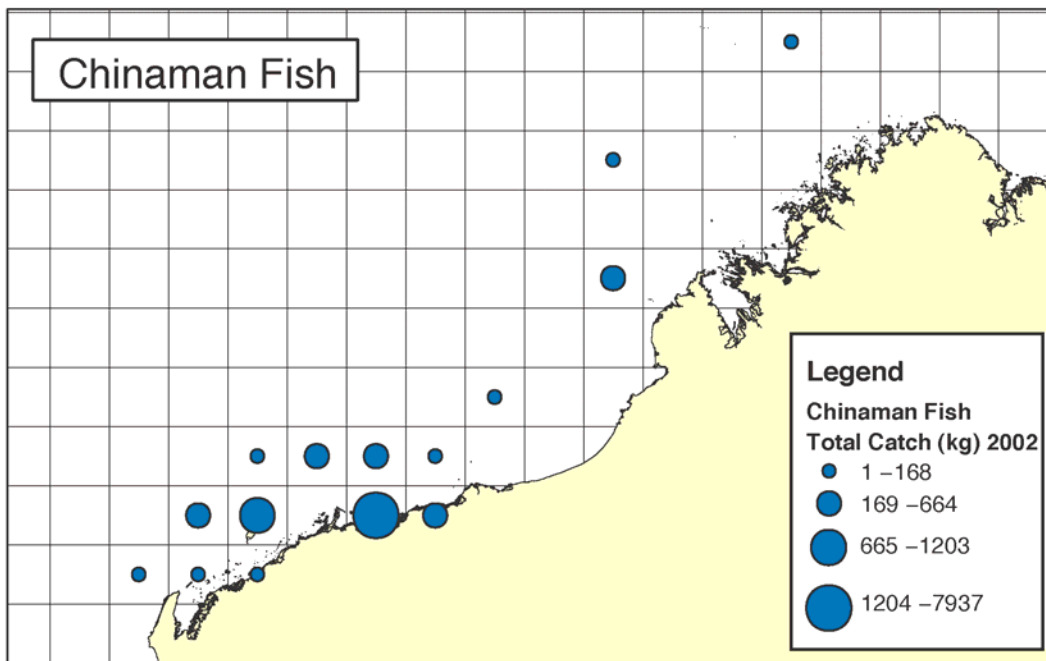 Chinaman Fish
Legend
Chinaman Fish
Total Catch (kg) 2002
1 –168
169 –664
665 –1203
1204 –7937